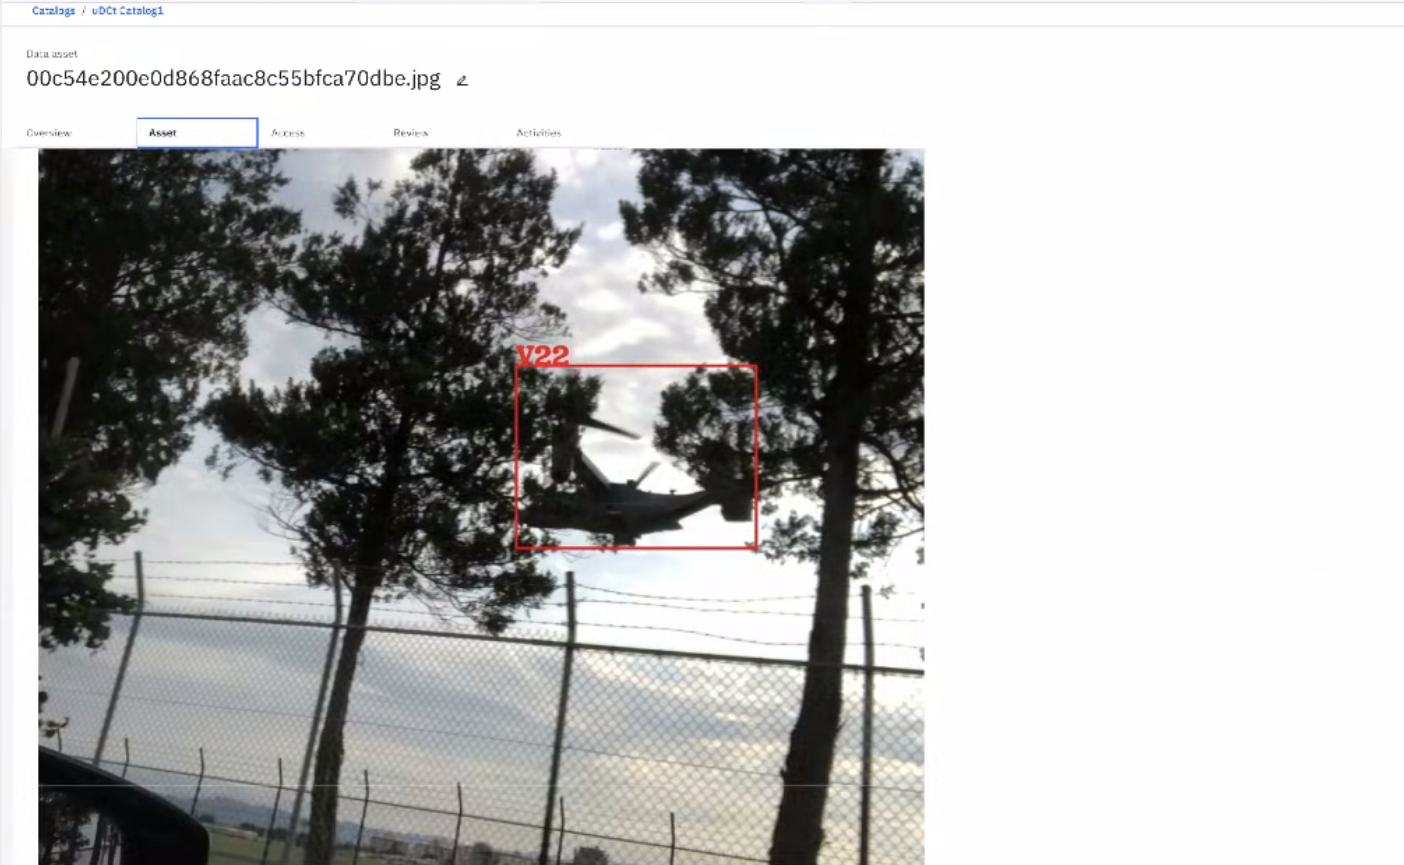 Catalogs / uDCt Catalog1
Data asset
00c54e200e0d868faac8c55bfca70dbe.jpg
Overview Asset Access Review Activities
V22